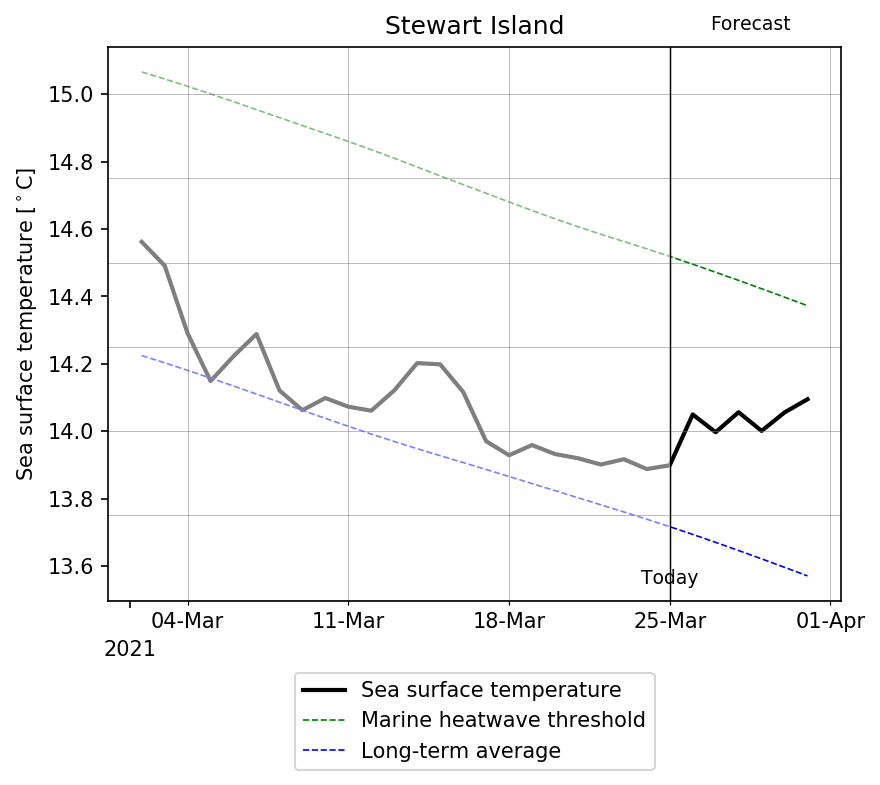 Stewart Island
Forecast
Sea surface temperature [°C]
15.0
14.8
14.6
14.4
14.2
14.0
13.8
13.6
Today
04-Mar 11-Mar 18-Mar 25-Mar 01-Apr
2021
Sea surface temperature
Marine heatwave threshold
Long-term average